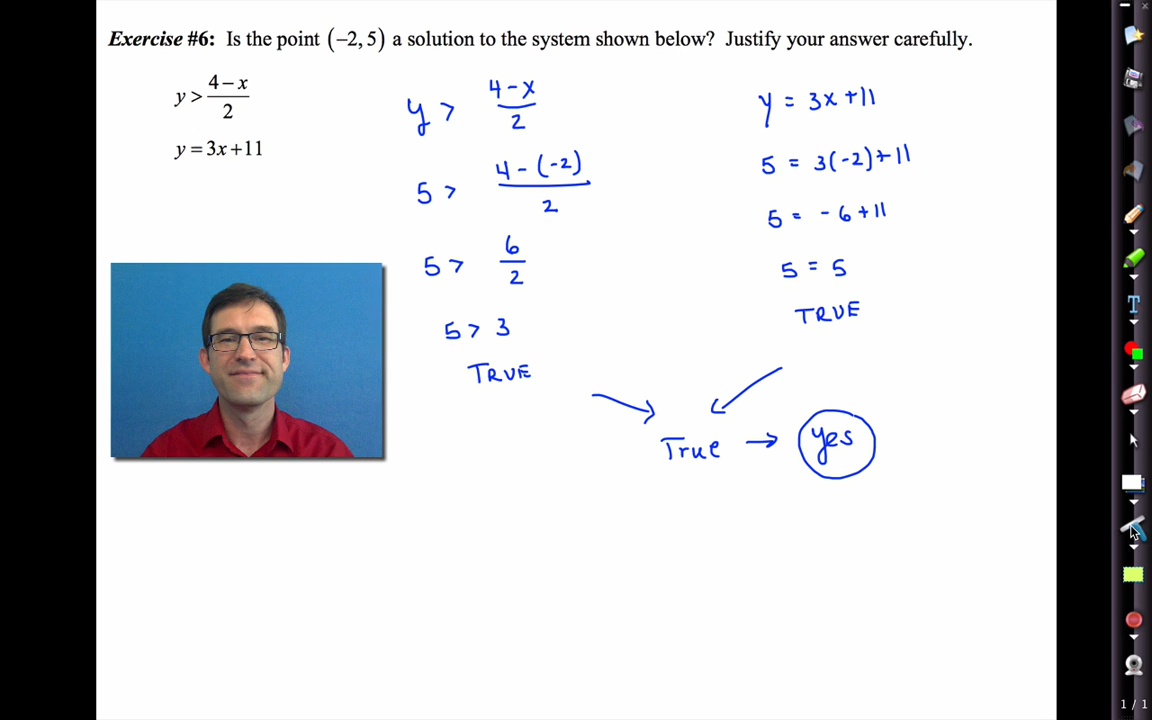 Exercise #6: Is the point (−2, 5) a solution to the system shown below? Justify your answer carefully.
y > (4 − x)/2
y = 3x + 11
y > (4 - x)/2
5 > (4 - (-2))/2
5 > 6/2
5 > 3
TRUE
y = 3x + 11
5 = 3(-2) + 11
5 = -6 + 11
5 = 5
TRUE
True → yes
T
1 / 1